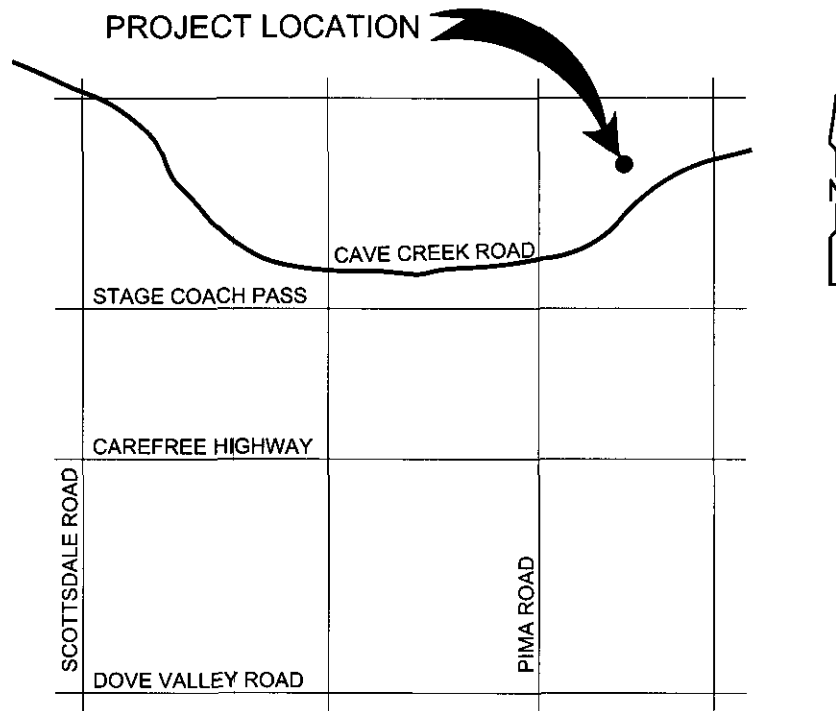 PROJECT LOCATION
CAVE CREEK ROAD
STAGE COACH PASS
CAREFREE HIGHWAY
SCOTTSDALE ROAD
PIMA ROAD
DOVE VALLEY ROAD
N